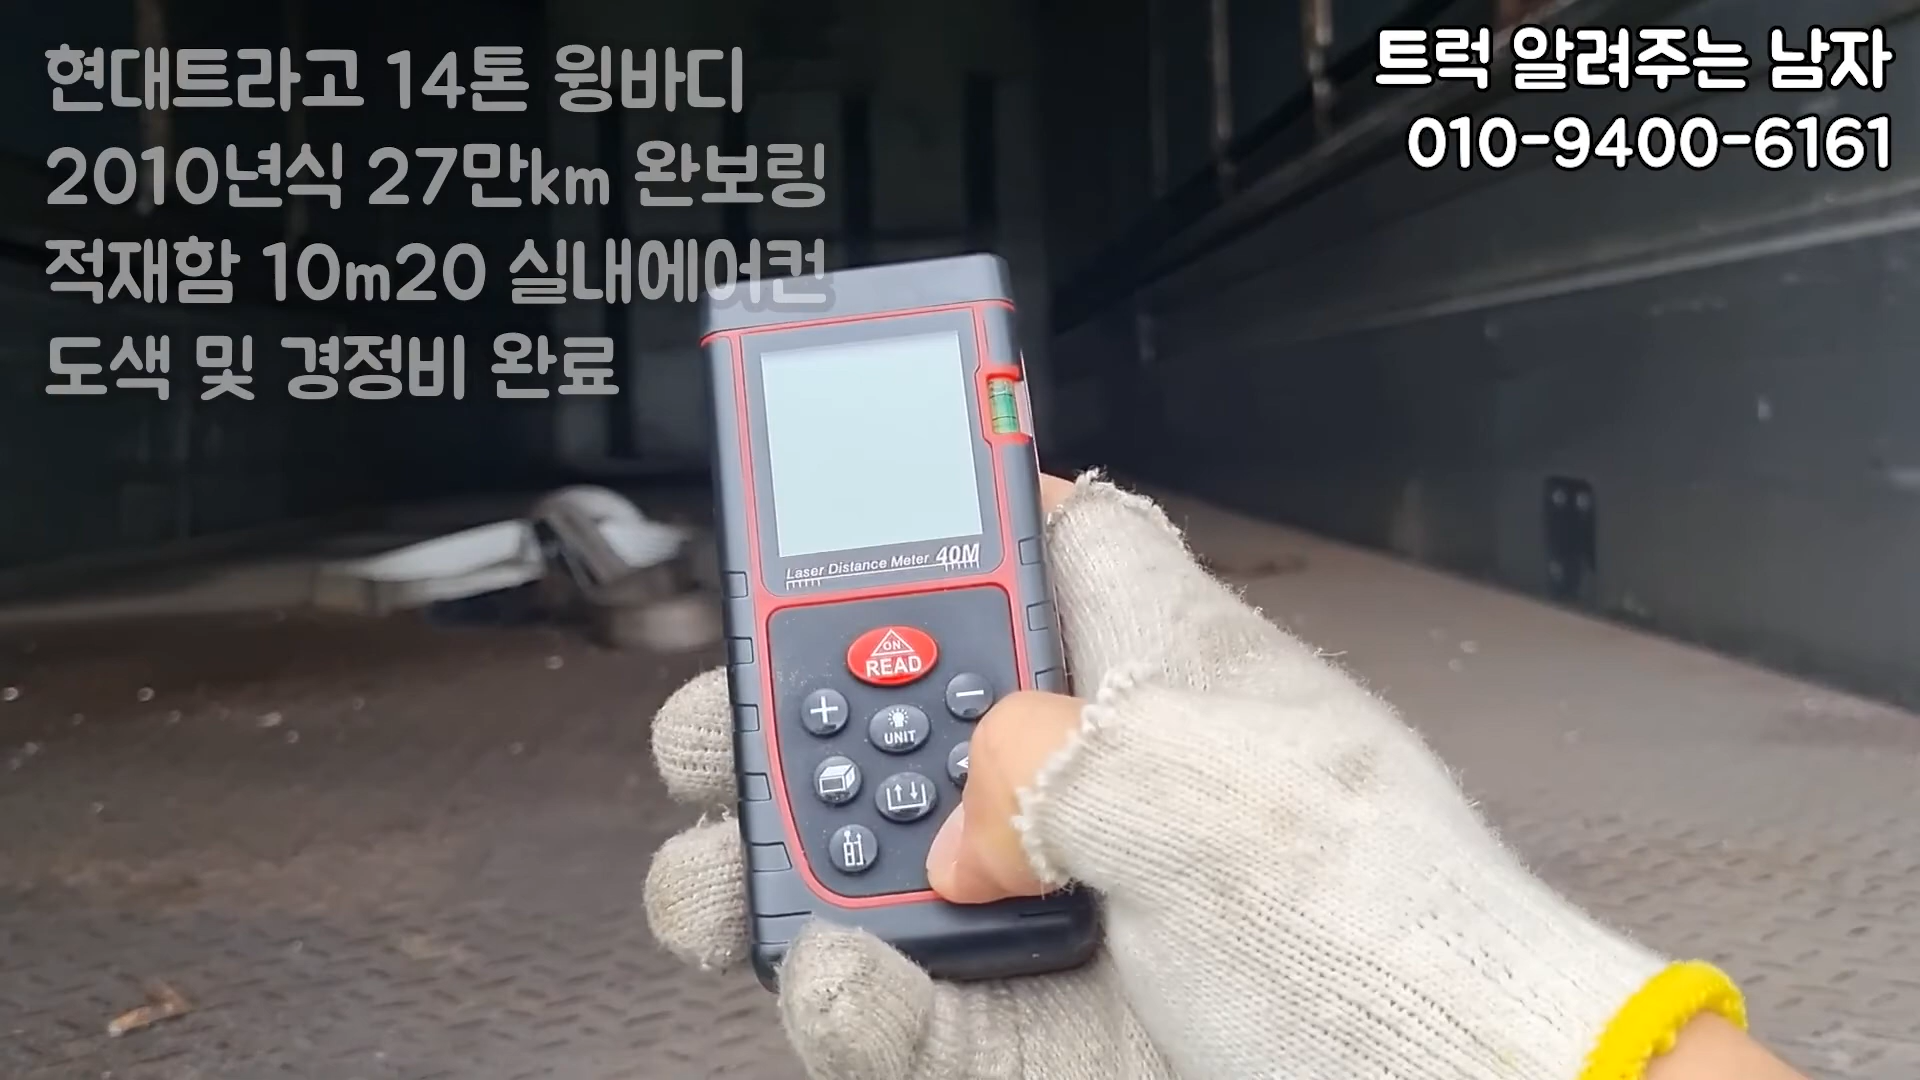 현대트라고 14톤 윙바디
2010년식 27만km 완보링
적재함 10m20 실내에어컨
도색 및 경정비 완료
트럭 알려주는 남자
010-9400-6161
Laser Distance Meter 40M
ON
READ
UNIT